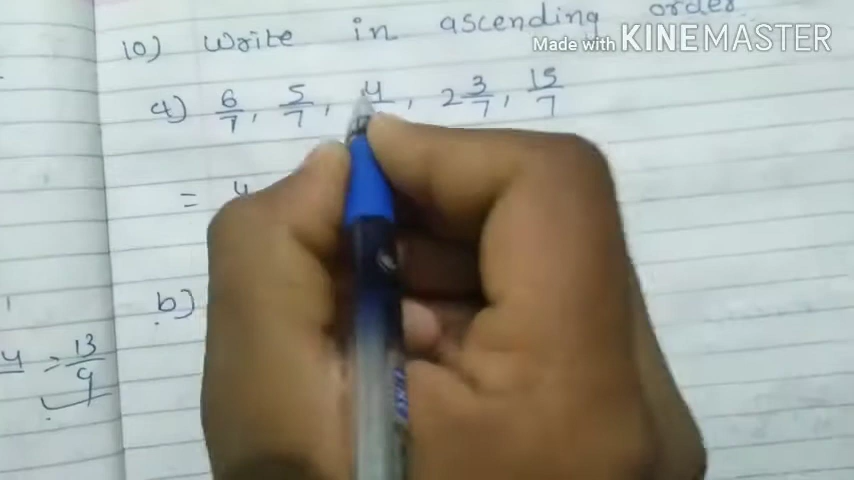 10) Write in ascending order
Made with KINEMASTER
a) 6/7, 5/7, 4/ , 2 3/7, 15/7
= 4
b)
4 = 13/9